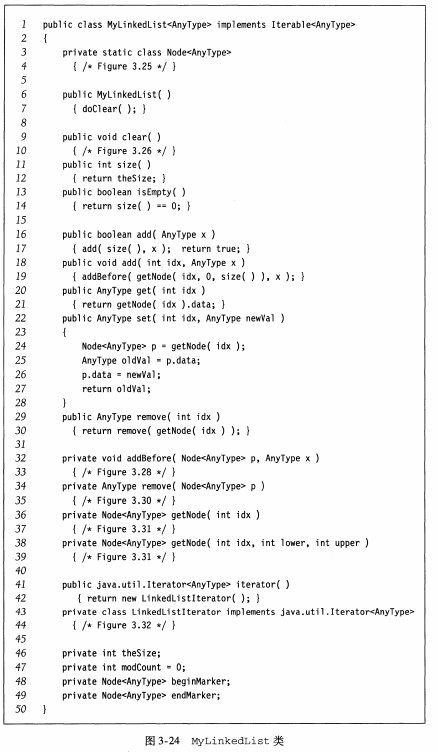 1 public class MyLinkedList<AnyType> implements Iterable<AnyType>
2 {
3     private static class Node<AnyType>
4       { /* Figure 3.25 */ }
5
6     public MyLinkedList( )
7       { doClear( ); }
8
9     public void clear( )
10       { /* Figure 3.26 */ }
11     public int size( )
12       { return theSize; }
13     public boolean isEmpty( )
14       { return size( ) == 0; }
15
16     public boolean add( AnyType x )
17       { add( size( ), x );  return true; }
18     public void add( int idx, AnyType x )
19       { addBefore( getNode( idx, 0, size( ) ), x ); }
20     public AnyType get( int idx )
21       { return getNode( idx ).data; }
22     public AnyType set( int idx, AnyType newVal )
23     {
24         Node<AnyType> p = getNode( idx );
25         AnyType oldVal = p.data;
26         p.data = newVal;
27         return oldVal;
28     }
29     public AnyType remove( int idx )
30       { return remove( getNode( idx ) ); }
31
32     private void addBefore( Node<AnyType> p, AnyType x )
33       { /* Figure 3.28 */ }
34     private AnyType remove( Node<AnyType> p )
35       { /* Figure 3.30 */ }
36     private Node<AnyType> getNode( int idx )
37       { /* Figure 3.31 */ }
38     private Node<AnyType> getNode( int idx, int lower, int upper )
39       { /* Figure 3.31 */ }
40
41     public java.util.Iterator<AnyType> iterator( )
42       { return new LinkedListIterator( ); }
43     private class LinkedListIterator implements java.util.Iterator<AnyType>
44       { /* Figure 3.32 */ }
45
46     private int theSize;
47     private int modCount = 0;
48     private Node<AnyType> beginMarker;
49     private Node<AnyType> endMarker;
50 }
图 3-24 MyLinkedList 类